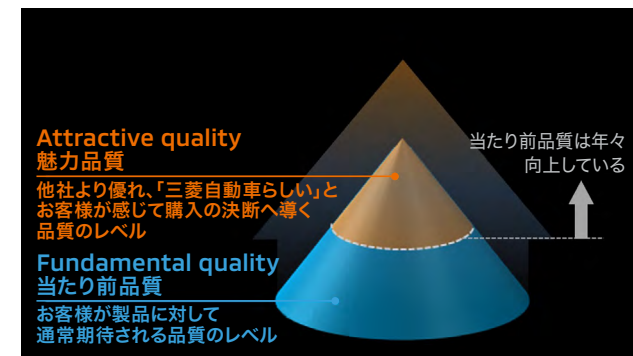 Attractive quality
魅力品質
他社より優れ、「三菱自動車らしい」と
お客様が感じて購入の決断へ導く
品質のレベル
Fundamental quality
当たり前品質
お客様が製品に対して
通常期待される品質のレベル
当たり前品質は年々
向上している